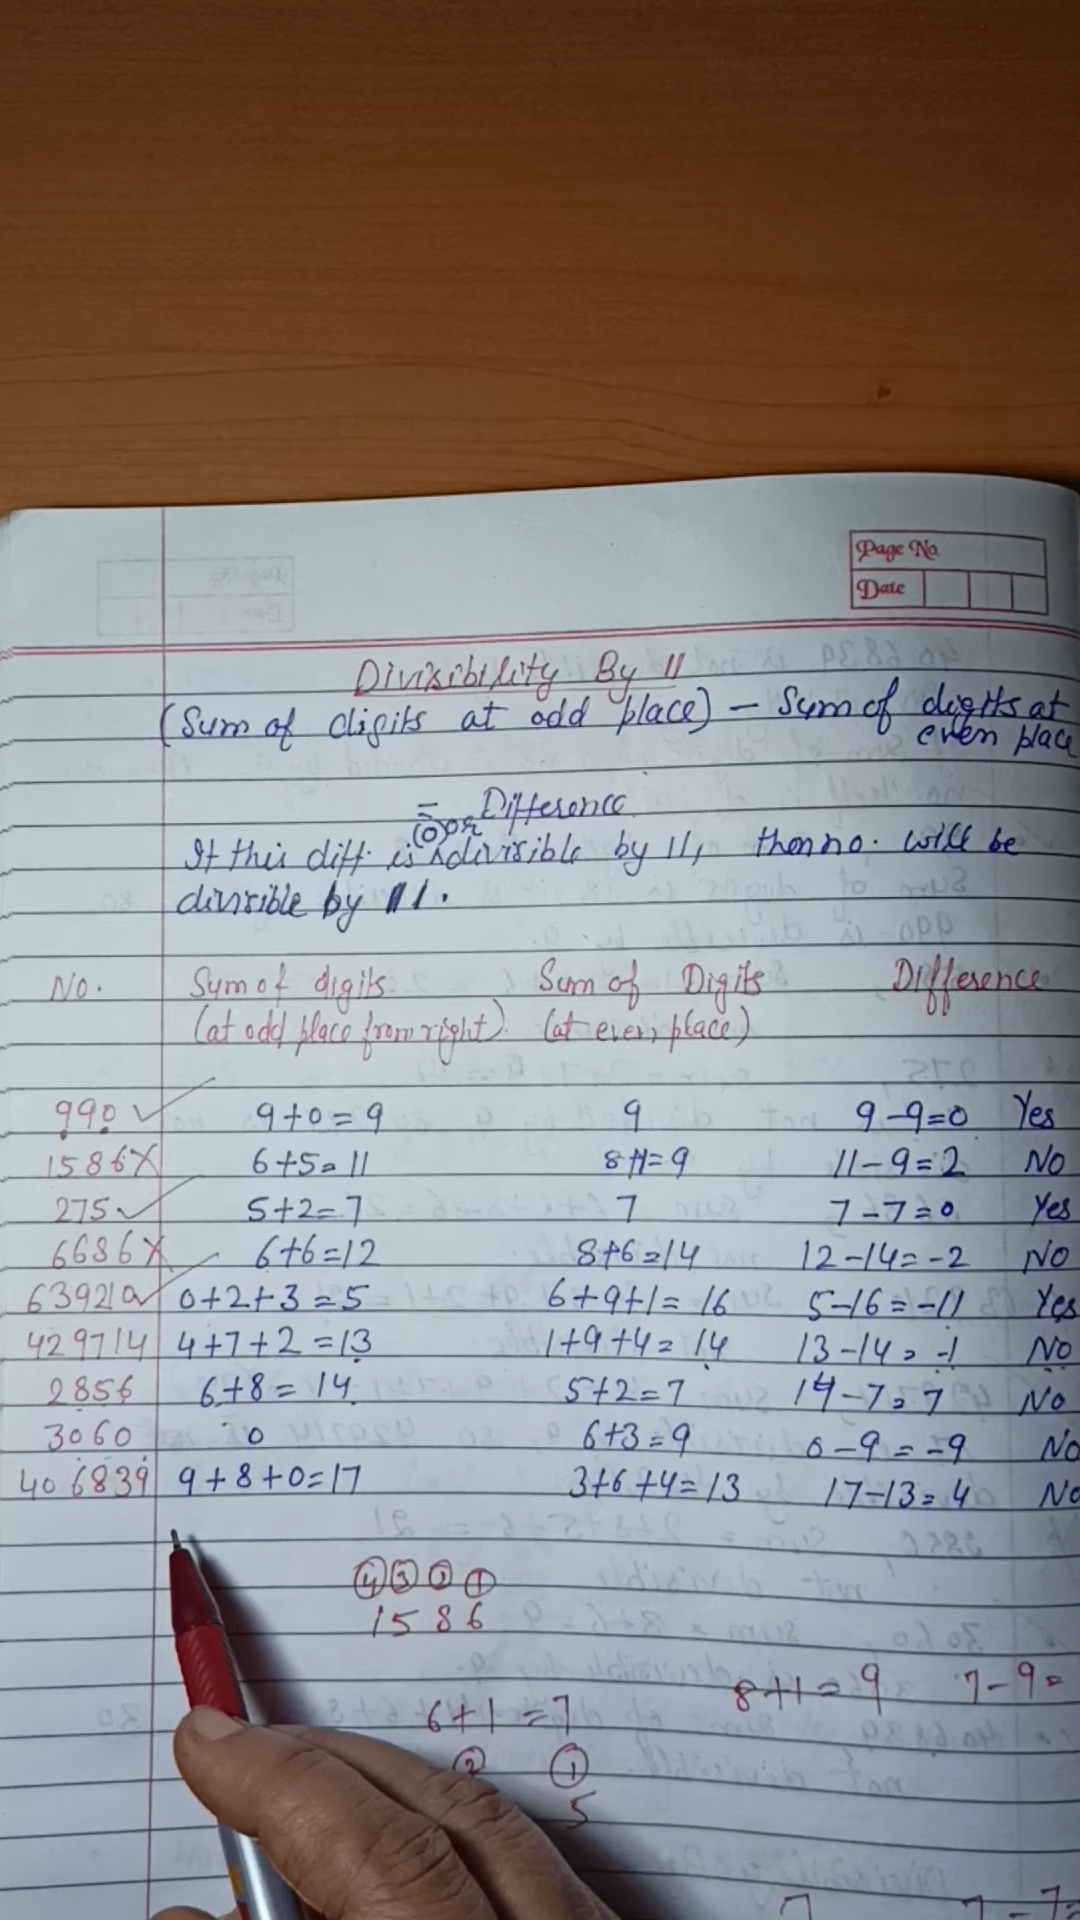 Page No.
Date
Divisibility By 11
(Sum of digits at odd place) – Sum of digits at
even place
= Difference
(0) or
If this diff. is ^ divisible by 11, then no. will be
divisible by 11.
No. Sum of digits Sum of Digits Difference
(at odd place from right) (at even place)
990 ✓ 9+0=9 9 9-9=0 Yes
1586 X 6+5=11 8+1=9 11-9=2 No
275 ✓ 5+2=7 7 7-7=0 Yes
6686 X 6+6=12 8+6=14 12-14=-2 No
639210 ✓ 0+2+3=5 6+9+1=16 5-16=-11 Yes
429714 4+7+2=13 1+9+4=14 13-14=-1 No
2856 6+8=14 5+2=7 14-7=7 No
3060 0 6+3=9 0-9=-9 No
406839 9+8+0=17 3+6+4=13 17-13=4 No
④ ③ ② ①
1586
8+1=9 7-9=
6+1=7
② ①
5
7 7-7=